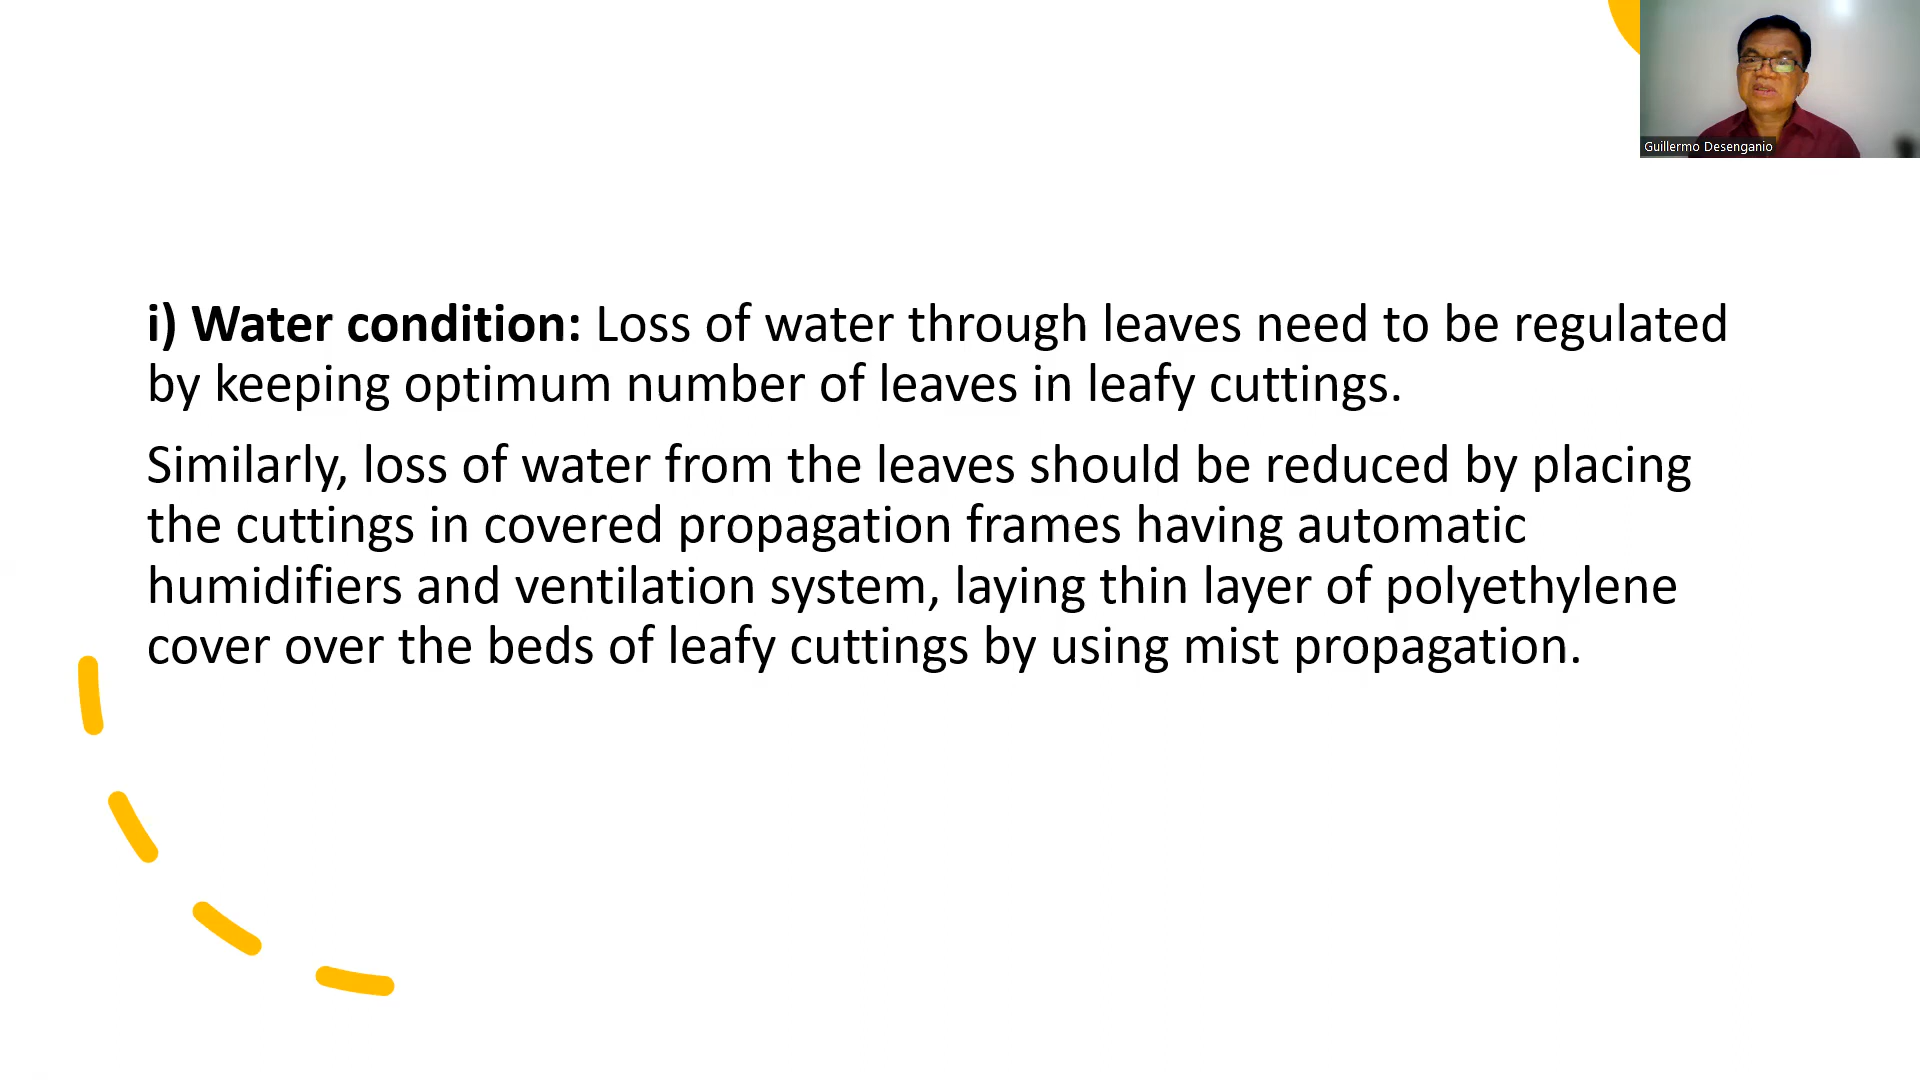 Guillermo Desenganio
i) Water condition: Loss of water through leaves need to be regulated
by keeping optimum number of leaves in leafy cuttings.
Similarly, loss of water from the leaves should be reduced by placing
the cuttings in covered propagation frames having automatic
humidifiers and ventilation system, laying thin layer of polyethylene
cover over the beds of leafy cuttings by using mist propagation.